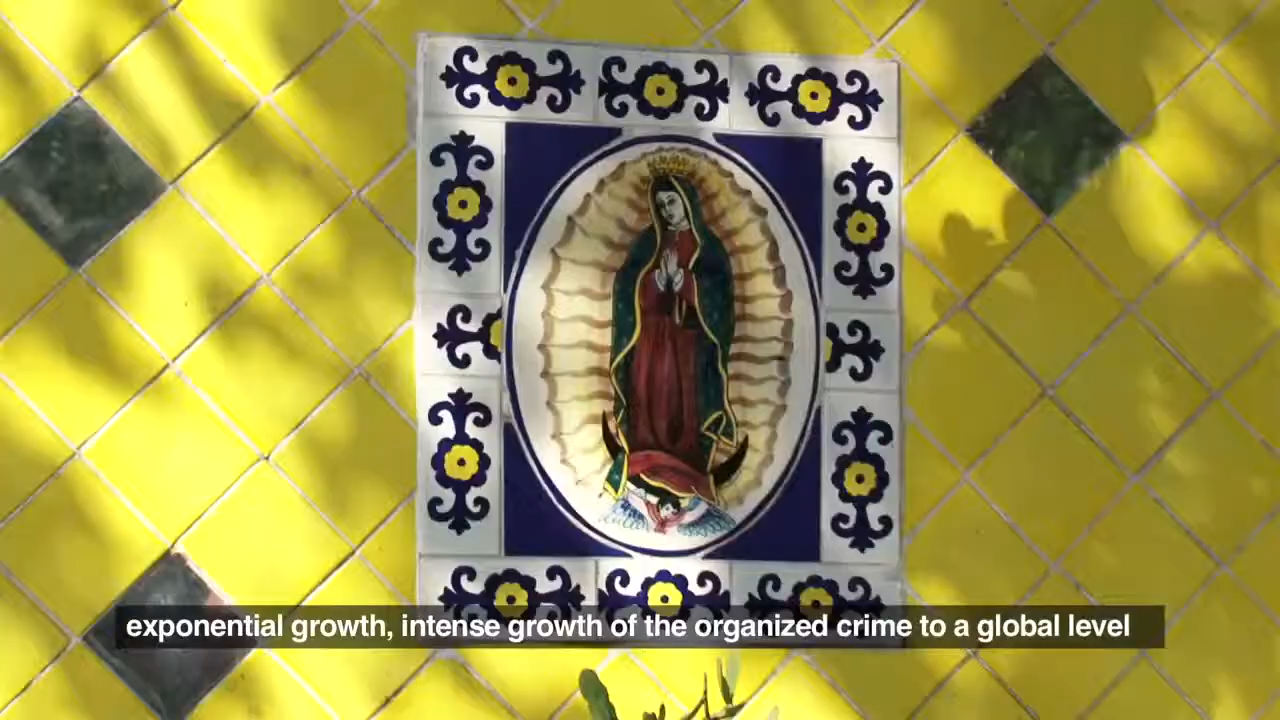 exponential growth, intense growth of the organized crime to a global level